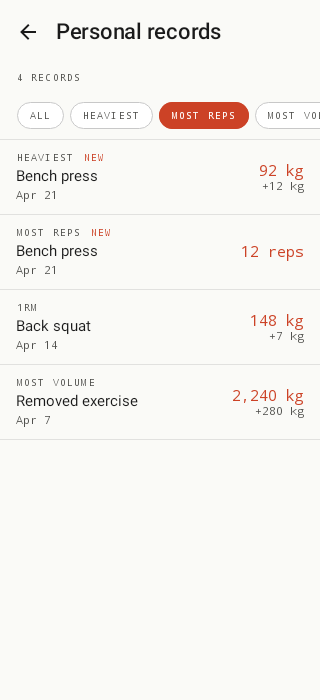 Personal records
4 RECORDS
ALL HEAVIEST MOST REPS MOST VO
HEAVIEST NEW
Bench press
Apr 21
92 kg
+12 kg
MOST REPS NEW
Bench press
Apr 21
12 reps
1RM
Back squat
Apr 14
148 kg
+7 kg
MOST VOLUME
Removed exercise
Apr 7
2,240 kg
+280 kg